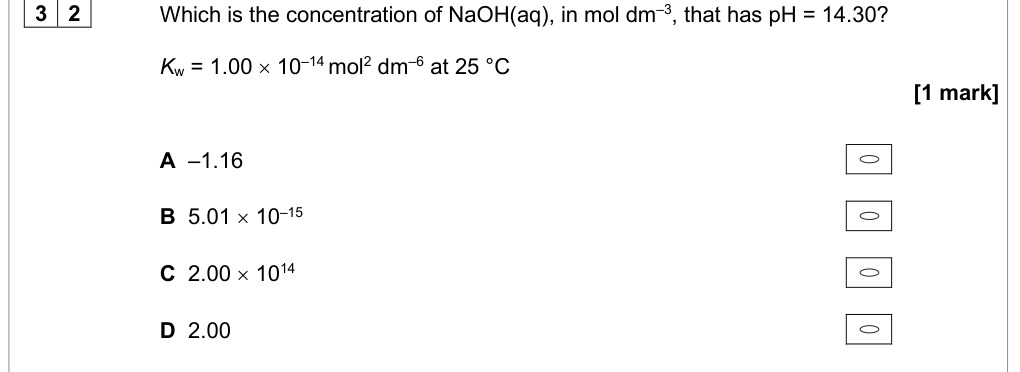 3 2 Which is the concentration of NaOH(aq), in mol dm⁻³, that has pH = 14.30?
Kw = 1.00 × 10⁻¹⁴ mol² dm⁻⁶ at 25 °C
[1 mark]
A –1.16
B 5.01 × 10⁻¹⁵
C 2.00 × 10¹⁴
D 2.00